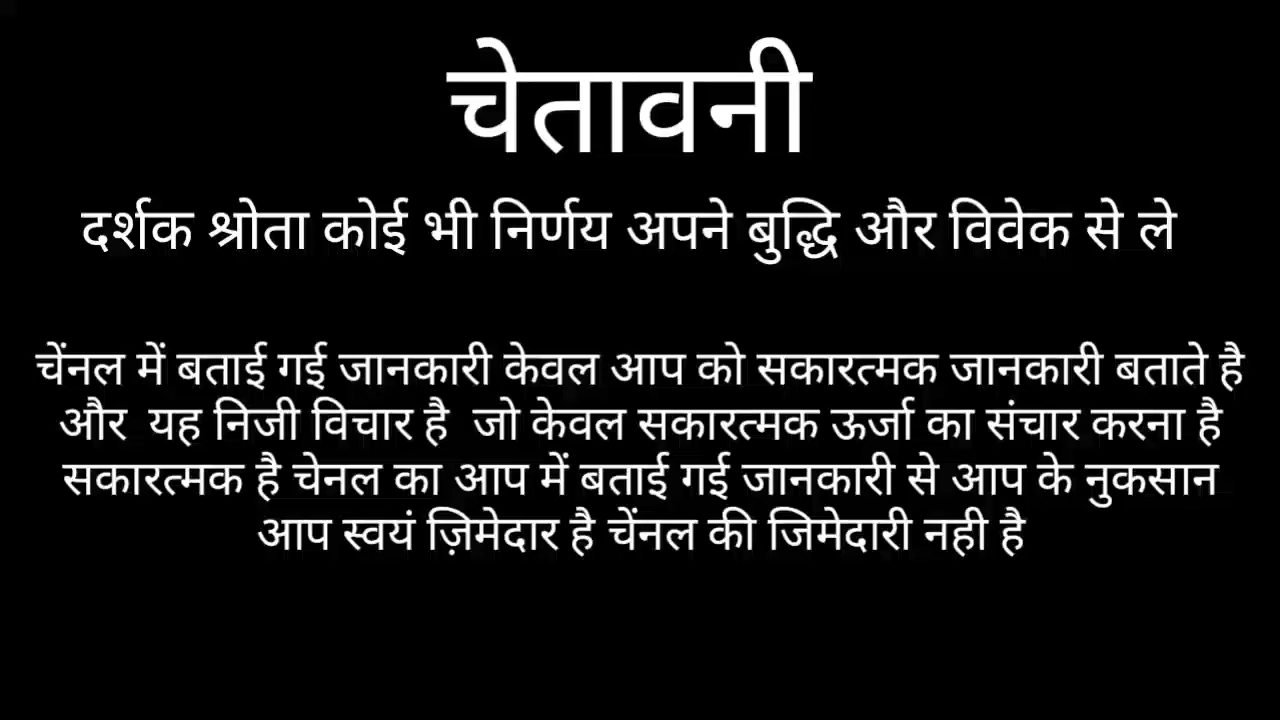 चेतावनी
दर्शक श्रोता कोई भी निर्णय अपने बुद्धि और विवेक से ले
चेंनल में बताई गई जानकारी केवल आप को सकारत्मक जानकारी बताते है
और यह निजी विचार है जो केवल सकारत्मक ऊर्जा का संचार करना है
सकारत्मक है चेनल का आप में बताई गई जानकारी से आप के नुकसान
आप स्वयं ज़िमेदार है चेंनल की जिमेदारी नही है